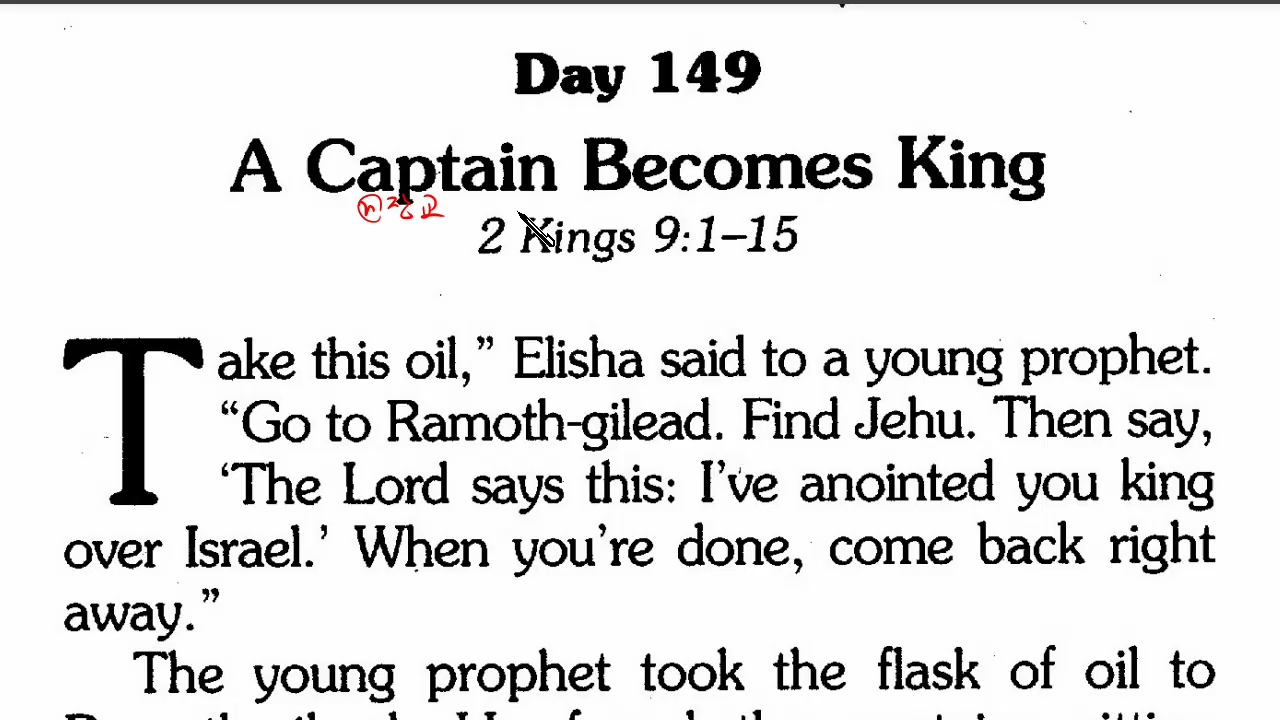 Day 149
A Captain Becomes King
2 Kings 9:1–15
Take this oil,” Elisha said to a young prophet.
“Go to Ramoth-gilead. Find Jehu. Then say,
‘The Lord says this: I’ve anointed you king
over Israel.’ When you’re done, come back right
away.”
The young prophet took the flask of oil to